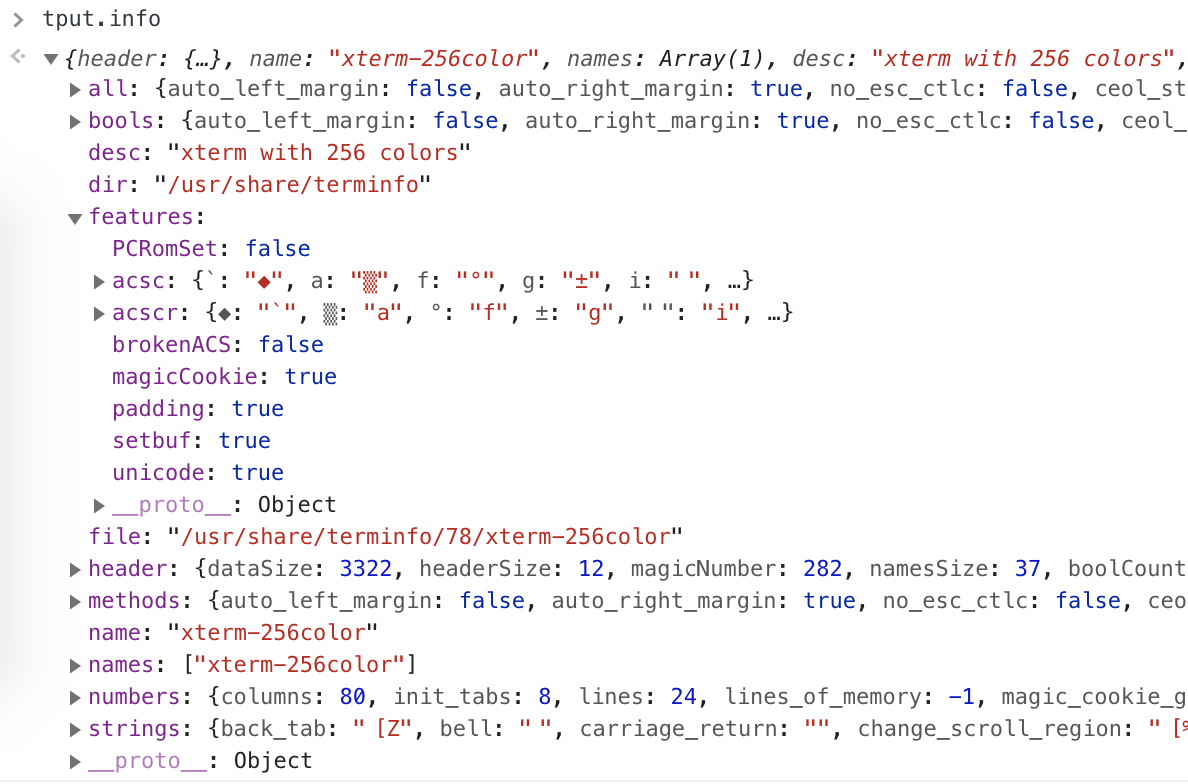 > tput.info
{header: {…}, name: "xterm-256color", names: Array(1), desc: "xterm with 256 colors",
all: {auto_left_margin: false, auto_right_margin: true, no_esc_ctlc: false, ceol_st
bools: {auto_left_margin: false, auto_right_margin: true, no_esc_ctlc: false, ceol_
desc: "xterm with 256 colors"
dir: "/usr/share/terminfo"
features:
PCRomSet: false
acsc: {`: "◆", a: "▒", f: "°", g: "±", i: " ", …}
acscr: {◆: "`", ▒: "a", °: "f", ±: "g", " ": "i", …}
brokenACS: false
magicCookie: true
padding: true
setbuf: true
unicode: true
__proto__: Object
file: "/usr/share/terminfo/78/xterm-256color"
header: {dataSize: 3322, headerSize: 12, magicNumber: 282, namesSize: 37, boolCount
methods: {auto_left_margin: false, auto_right_margin: true, no_esc_ctlc: false, ceo
name: "xterm-256color"
names: ["xterm-256color"]
numbers: {columns: 80, init_tabs: 8, lines: 24, lines_of_memory: -1, magic_cookie_g
strings: {back_tab: " [Z", bell: " ", carriage_return: "", change_scroll_region: " [%
__proto__: Object